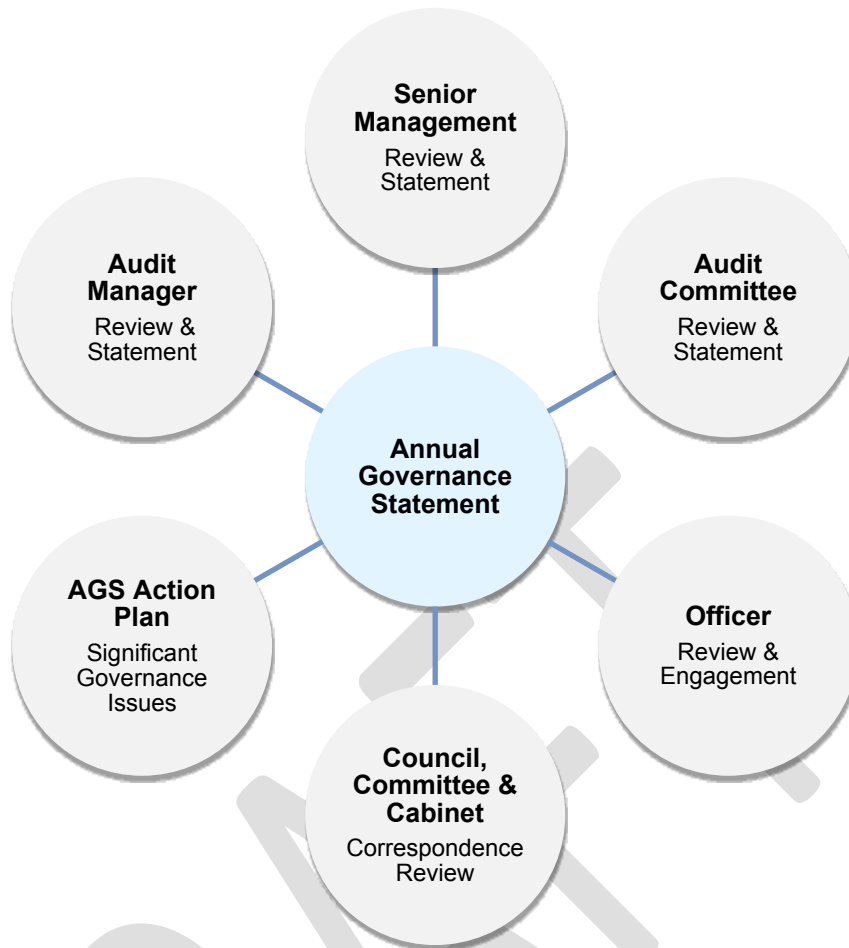 Senior
Management
Review &
Statement
Audit
Manager
Review &
Statement
Audit
Committee
Review &
Statement
Annual
Governance
Statement
AGS Action
Plan
Significant
Governance
Issues
Officer
Review &
Engagement
Council,
Committee &
Cabinet
Correspondence
Review